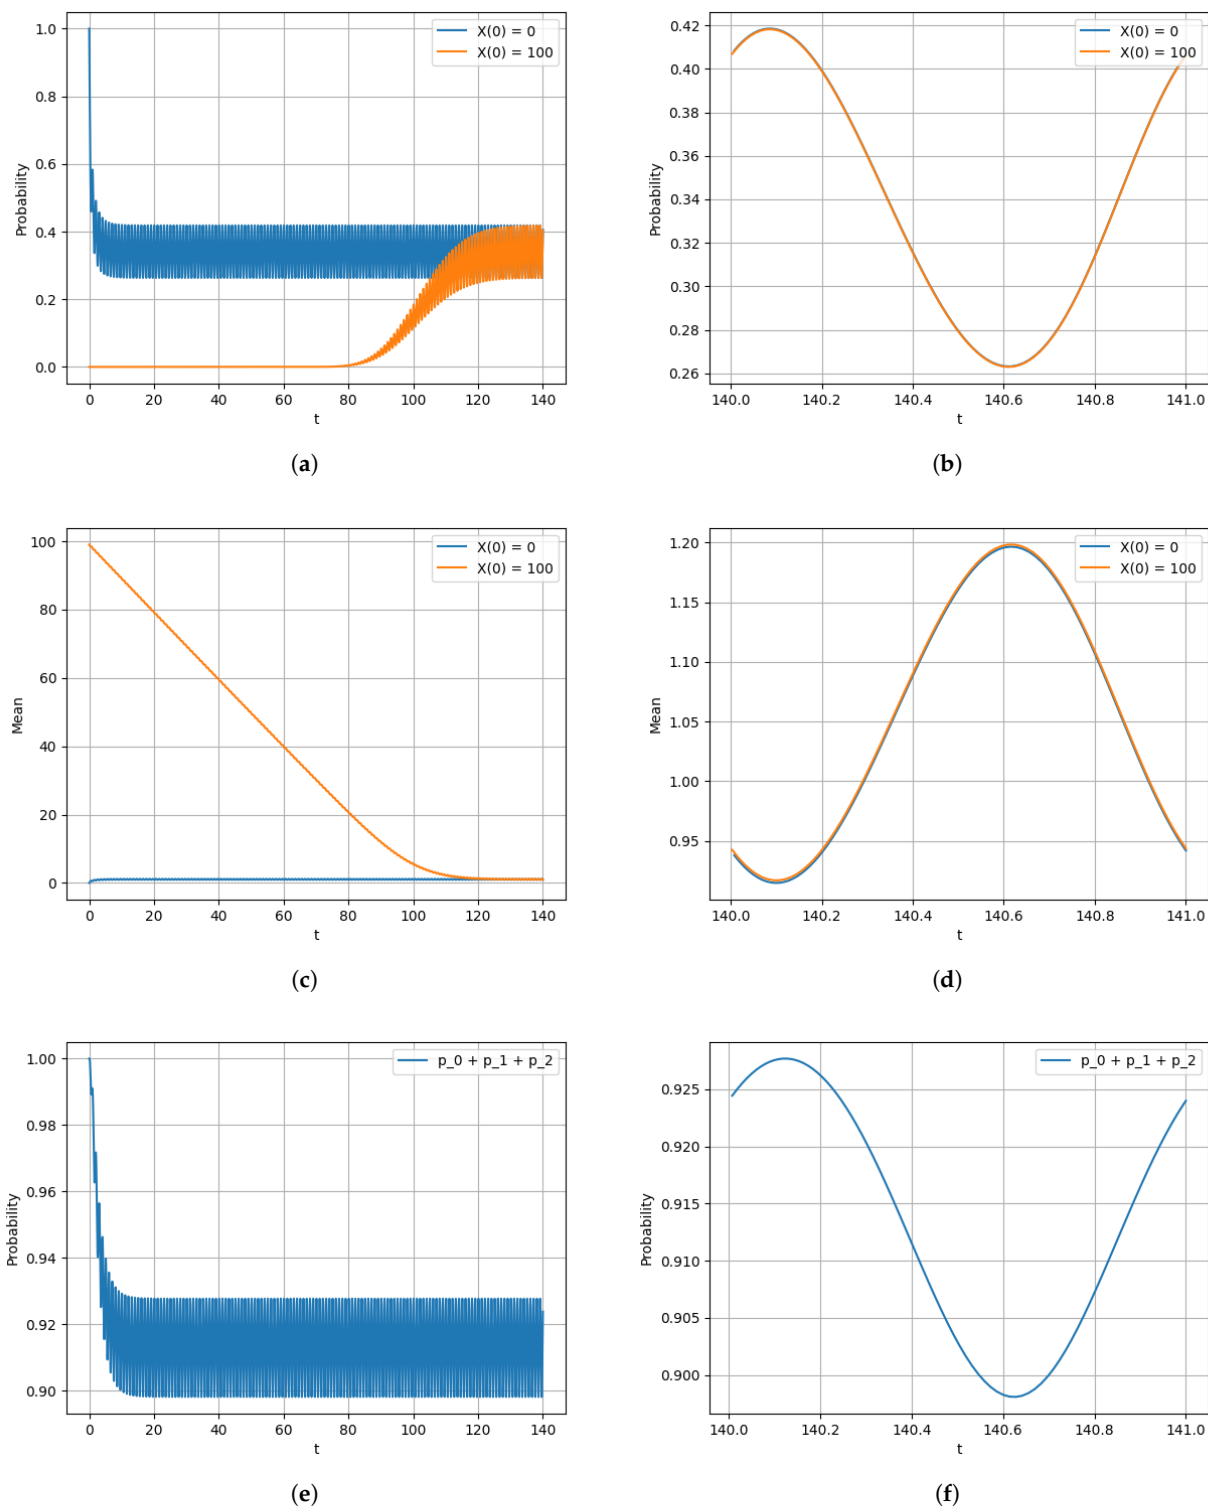 X(0) = 0
X(0) = 100
Probability
1.0
0.8
0.6
0.4
0.2
0.0
0 20 40 60 80 100 120 140
t
(a)
X(0) = 0
X(0) = 100
Probability
0.42
0.40
0.38
0.36
0.34
0.32
0.30
0.28
0.26
140.0 140.2 140.4 140.6 140.8 141.0
t
(b)
X(0) = 0
X(0) = 100
Mean
100
80
60
40
20
0
0 20 40 60 80 100 120 140
t
(c)
X(0) = 0
X(0) = 100
Mean
1.20
1.15
1.10
1.05
1.00
0.95
140.0 140.2 140.4 140.6 140.8 141.0
t
(d)
p_0 + p_1 + p_2
Probability
1.00
0.98
0.96
0.94
0.92
0.90
0 20 40 60 80 100 120 140
t
(e)
p_0 + p_1 + p_2
Probability
0.925
0.920
0.915
0.910
0.905
0.900
140.0 140.2 140.4 140.6 140.8 141.0
t
(f)